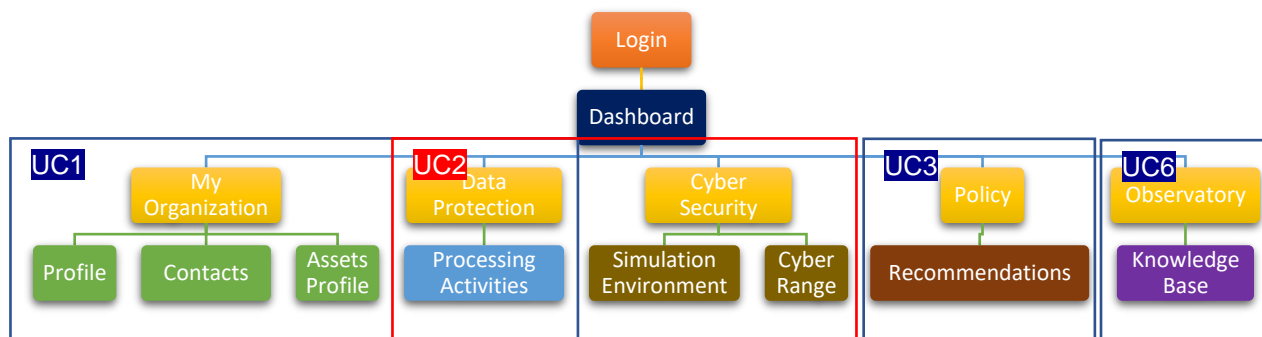 Login
Dashboard
UC1
UC2
UC3
UC6
My
Organization
Data
Protection
Cyber
Security
Policy
Observatory
Profile
Contacts
Assets
Profile
Processing
Activities
Simulation
Environment
Cyber
Range
Recommendations
Knowledge
Base